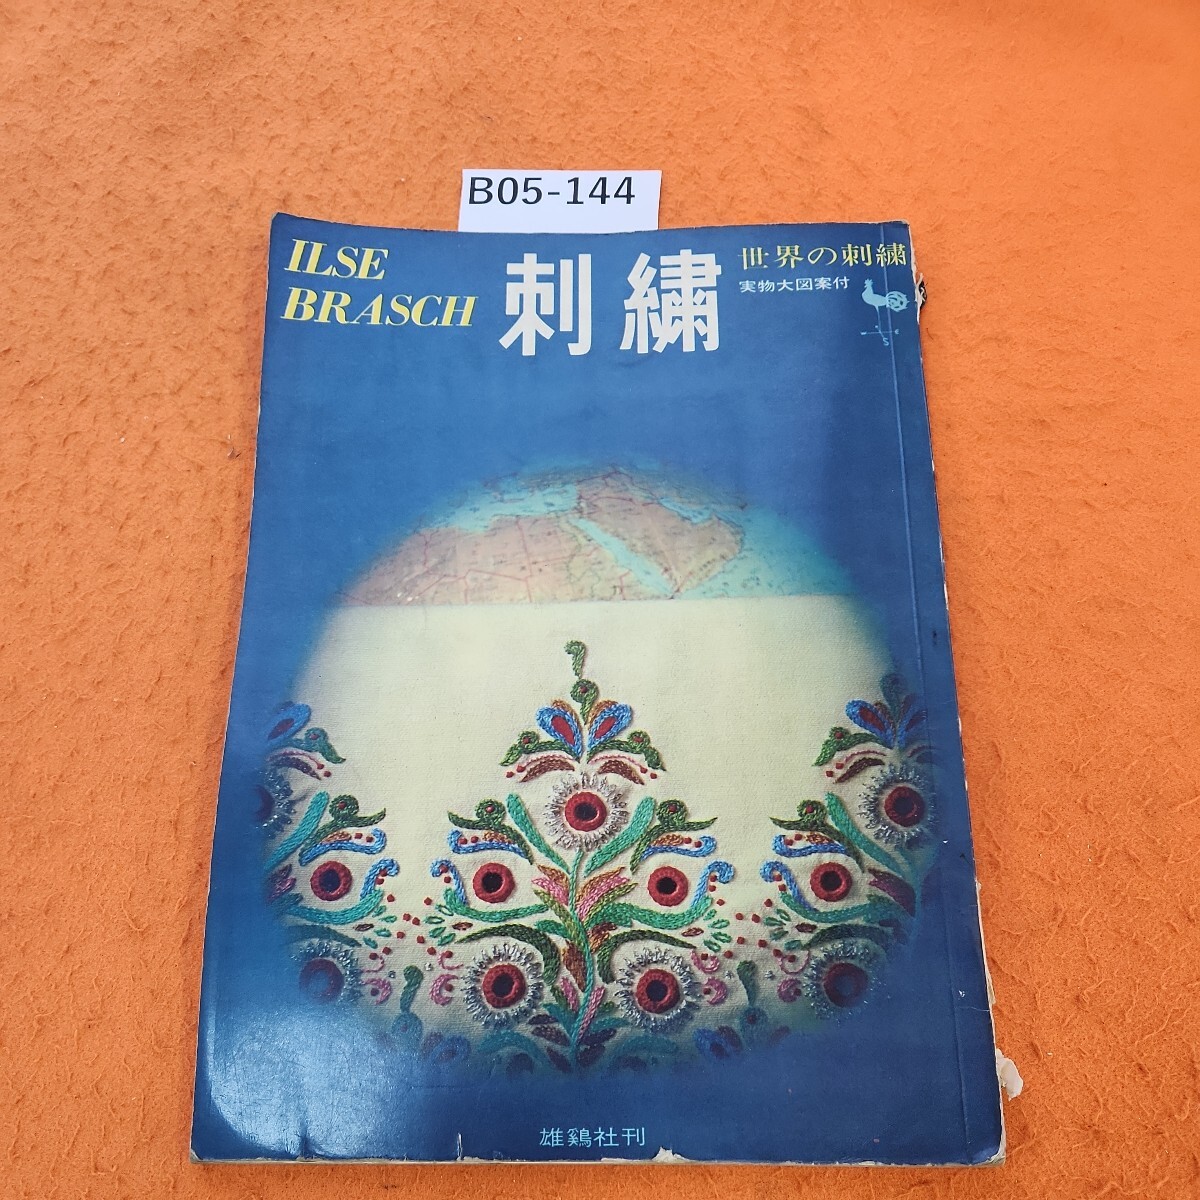 B05-144
ILSE
BRASCH
刺繍
世界の刺繍
実物大図案付
S
雄鷄社刊